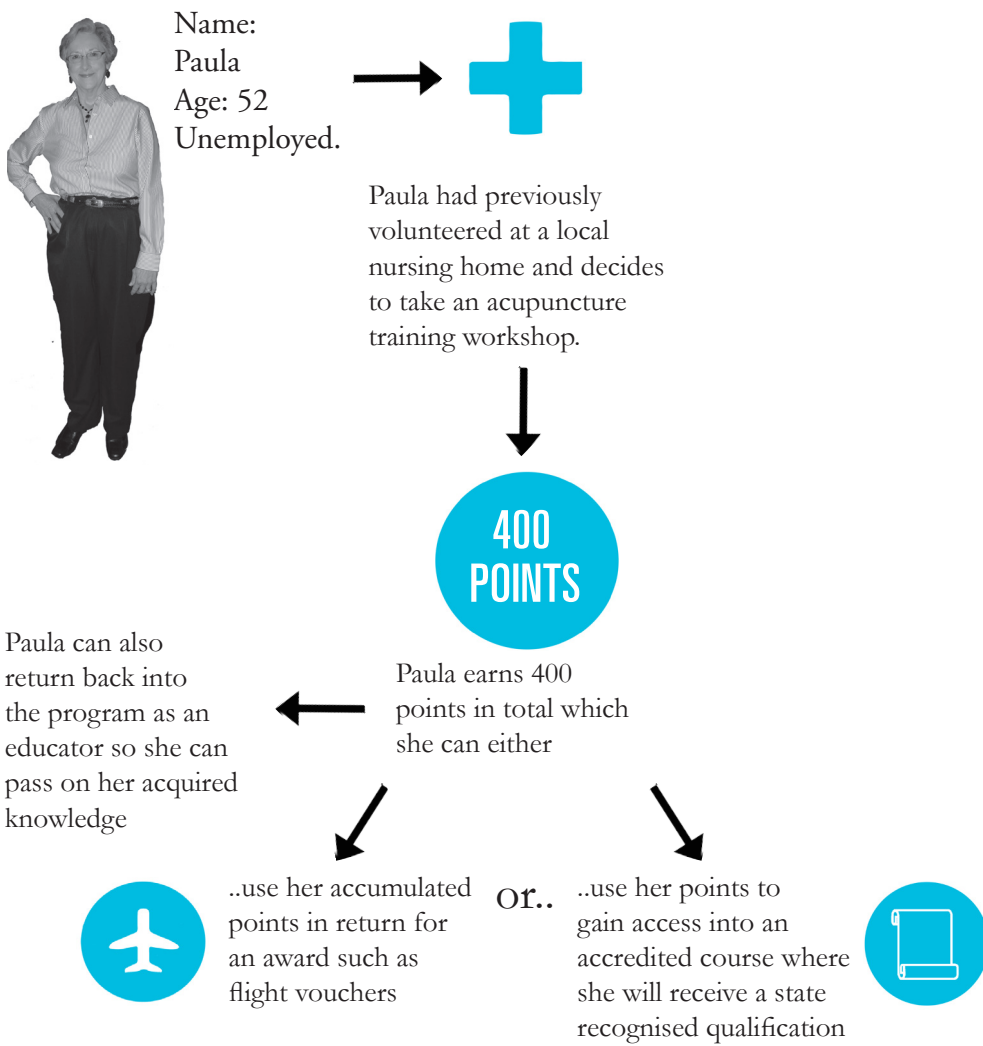 Name:
Paula
Age: 52
Unemployed.
Paula had previously
volunteered at a local
nursing home and decides
to take an acupuncture
training workshop.
400
POINTS
Paula earns 400
points in total which
she can either
Paula can also
return back into
the program as an
educator so she can
pass on her acquired
knowledge
..use her accumulated
points in return for
an award such as
flight vouchers
or..
..use her points to
gain access into an
accredited course where
she will receive a state
recognised qualification